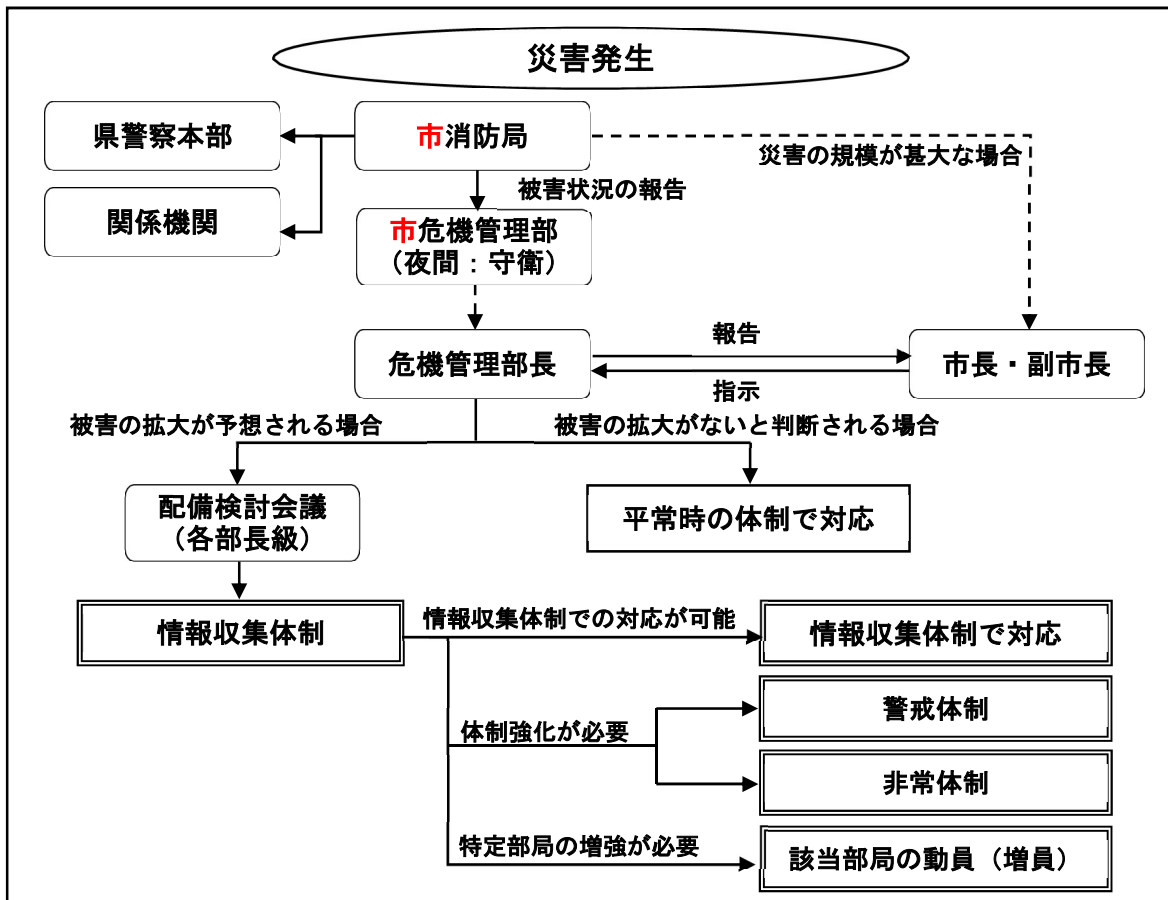 災害発生
県警察本部
市消防局
災害の規模が甚大な場合
被害状況の報告
関係機関
市危機管理部
（夜間：守衛）
報告
危機管理部長
市長・副市長
指示
被害の拡大が予想される場合
被害の拡大がないと判断される場合
配備検討会議
（各部長級）
平常時の体制で対応
情報収集体制
情報収集体制での対応が可能
情報収集体制で対応
警戒体制
体制強化が必要
非常体制
特定部局の増強が必要
該当部局の動員（増員）